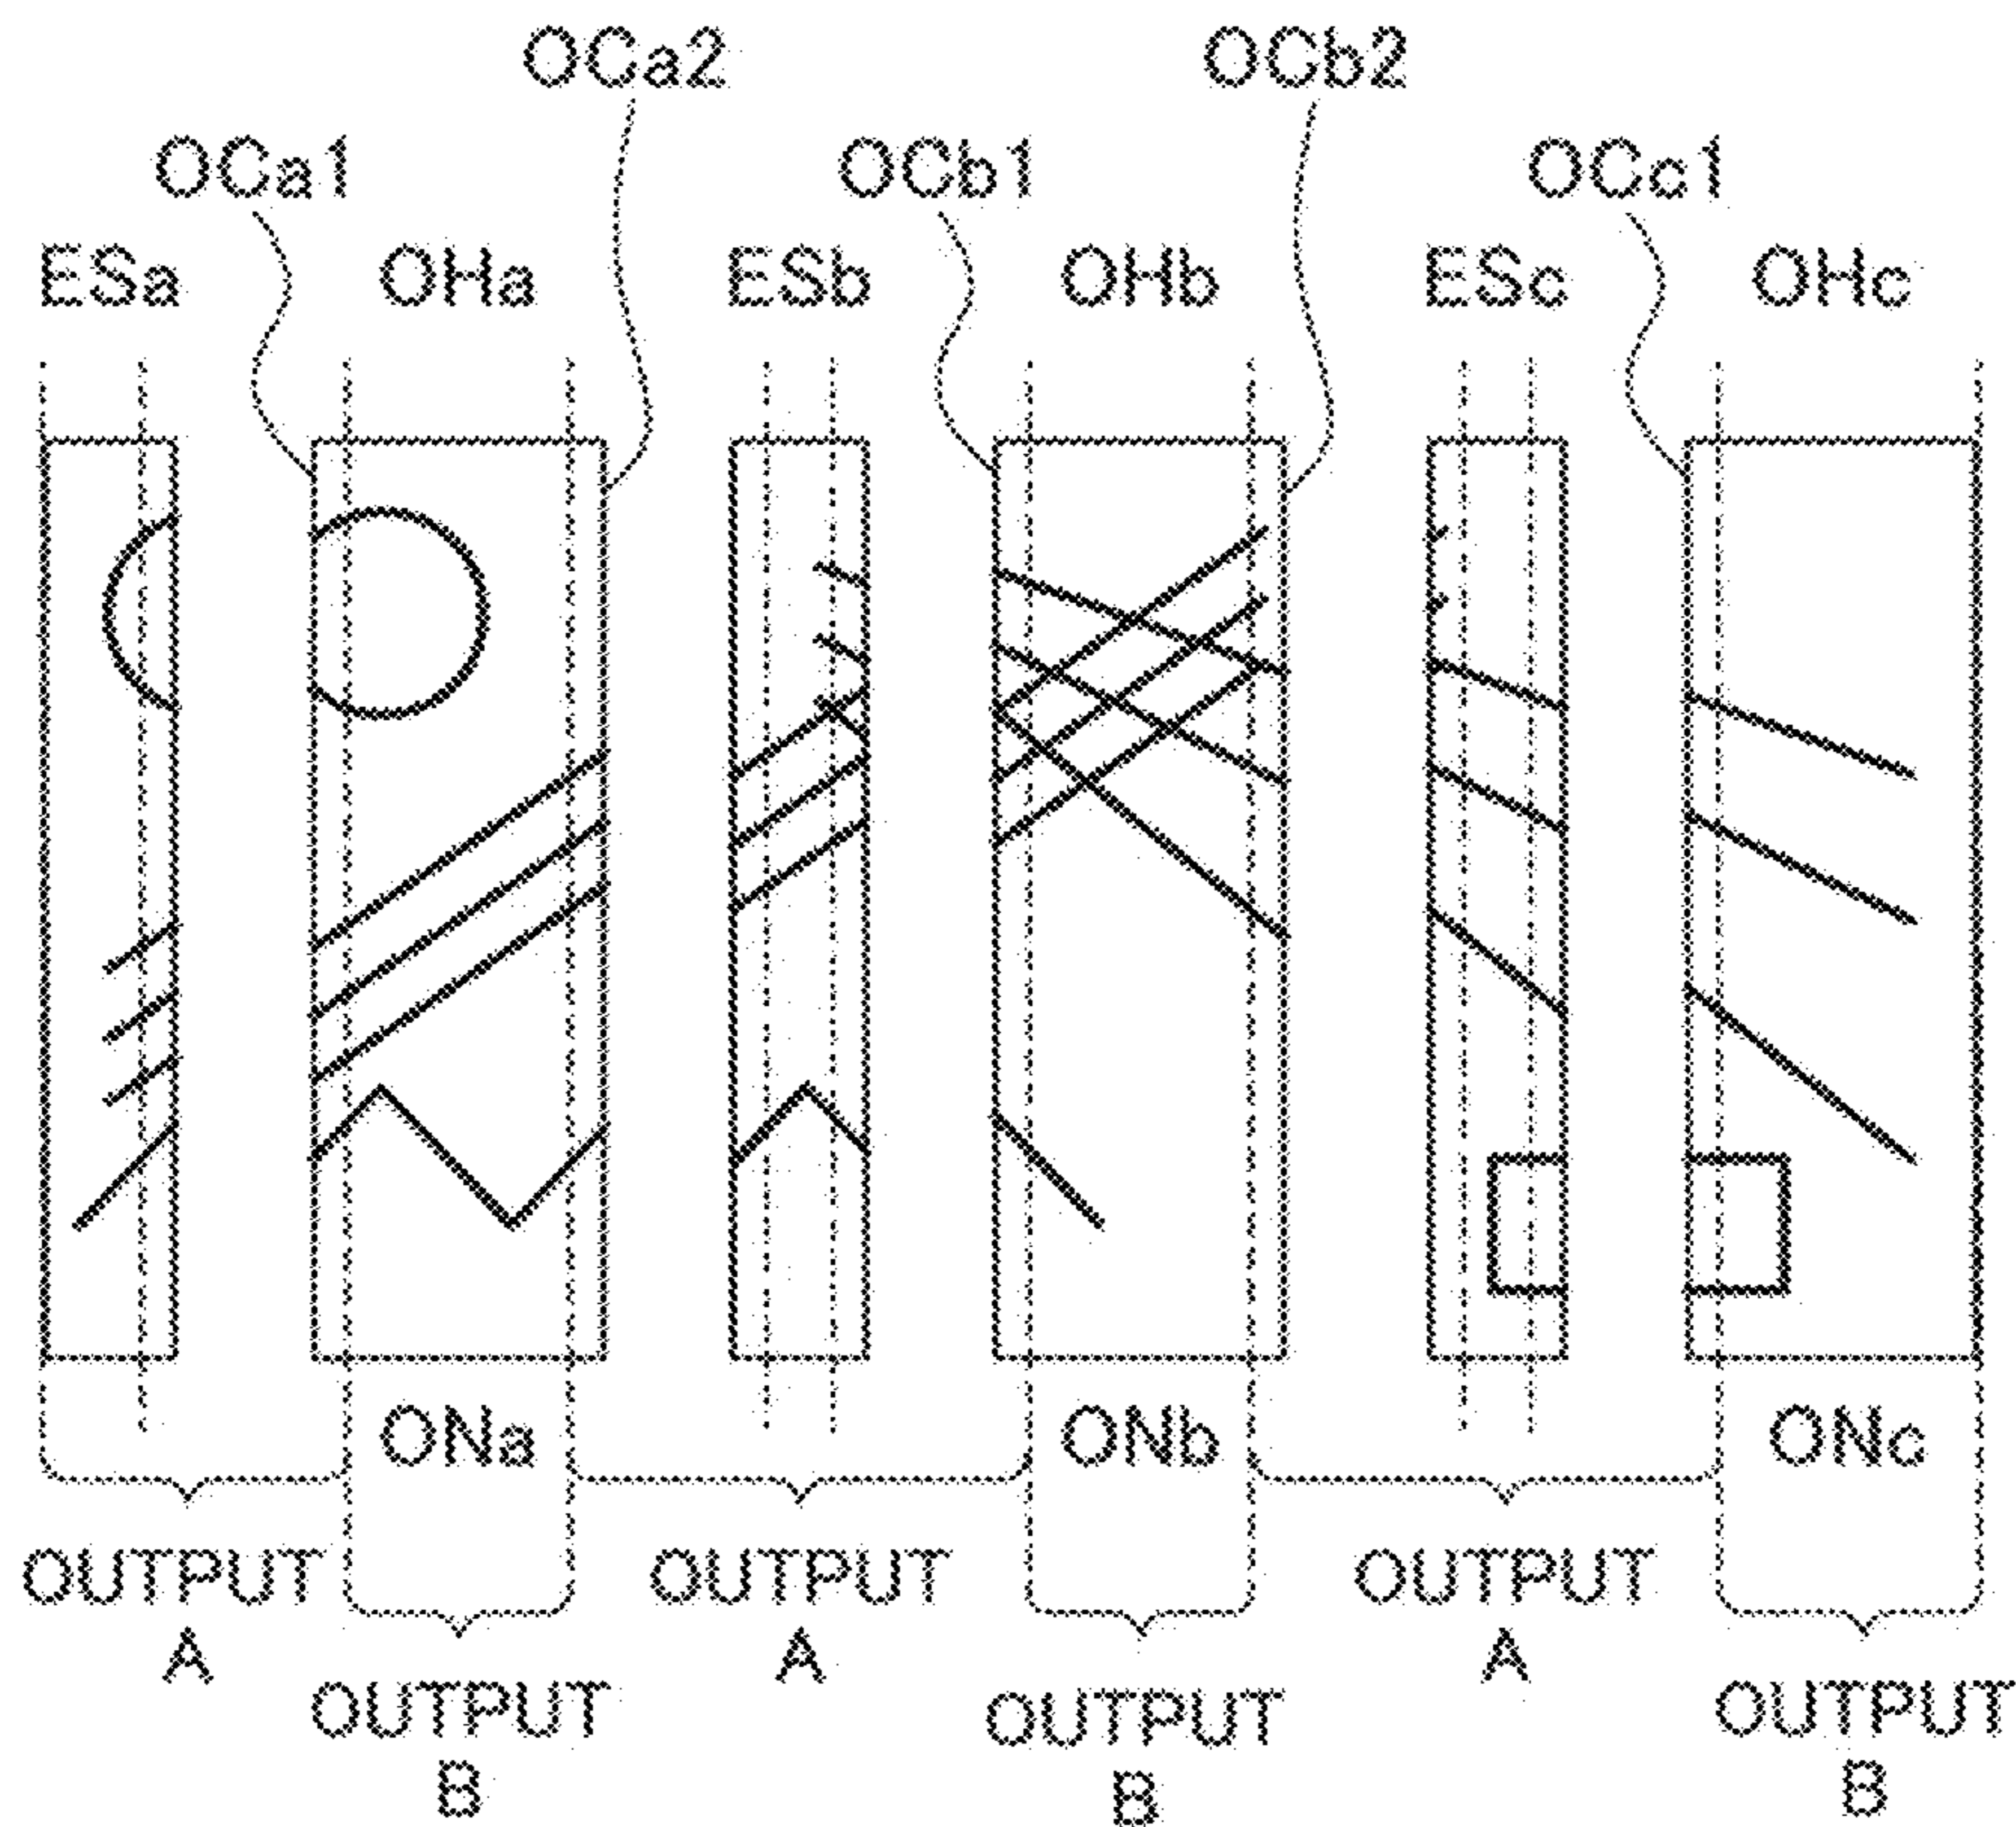 OCa2 OCb2
OCa1 OCb1 OCc1
ESa OHa ESb OHb ESc OHc
ONa ONb ONc
OUTPUT OUTPUT OUTPUT
A A A
OUTPUT OUTPUT OUTPUT
B B B